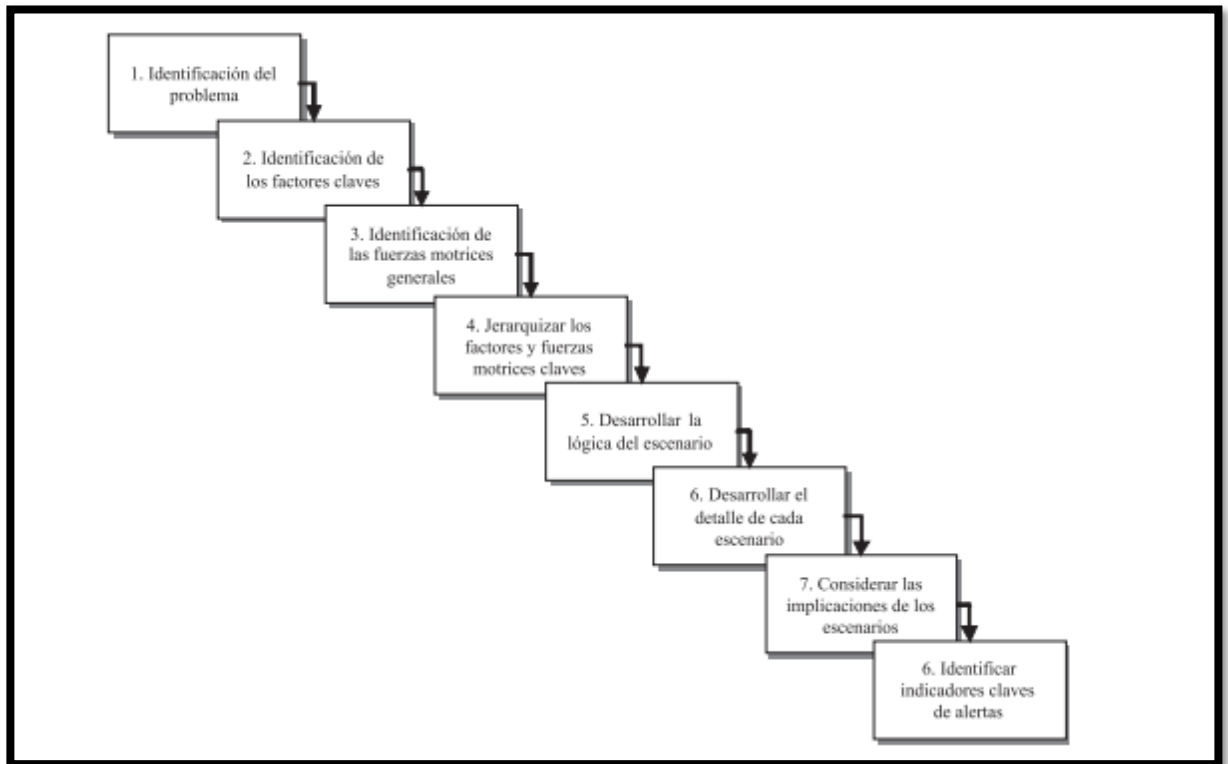 1. Identificación del
problema
2. Identificación de
los factores claves
3. Identificación de
las fuerzas motrices
generales
4. Jerarquizar los
factores y fuerzas
motrices claves
5. Desarrollar la
lógica del escenario
6. Desarrollar el
detalle de cada
escenario
7. Considerar las
implicaciones de los
escenarios
6. Identificar
indicadores claves
de alertas